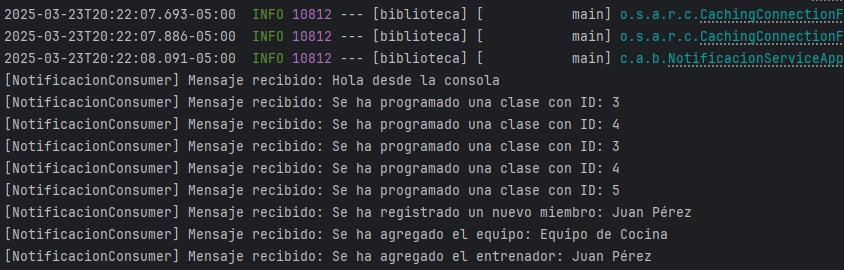 2025-03-23T20:22:07.693-05:00  INFO 10812 --- [biblioteca] [           main] o.s.a.r.c.CachingConnectionF
2025-03-23T20:22:07.886-05:00  INFO 10812 --- [biblioteca] [           main] o.s.a.r.c.CachingConnectionF
2025-03-23T20:22:08.091-05:00  INFO 10812 --- [biblioteca] [           main] c.a.b.NotificacionServiceApp
[NotificacionConsumer] Mensaje recibido: Hola desde la consola
[NotificacionConsumer] Mensaje recibido: Se ha programado una clase con ID: 3
[NotificacionConsumer] Mensaje recibido: Se ha programado una clase con ID: 4
[NotificacionConsumer] Mensaje recibido: Se ha programado una clase con ID: 3
[NotificacionConsumer] Mensaje recibido: Se ha programado una clase con ID: 4
[NotificacionConsumer] Mensaje recibido: Se ha programado una clase con ID: 5
[NotificacionConsumer] Mensaje recibido: Se ha registrado un nuevo miembro: Juan Pérez
[NotificacionConsumer] Mensaje recibido: Se ha agregado el equipo: Equipo de Cocina
[NotificacionConsumer] Mensaje recibido: Se ha agregado el entrenador: Juan Pérez